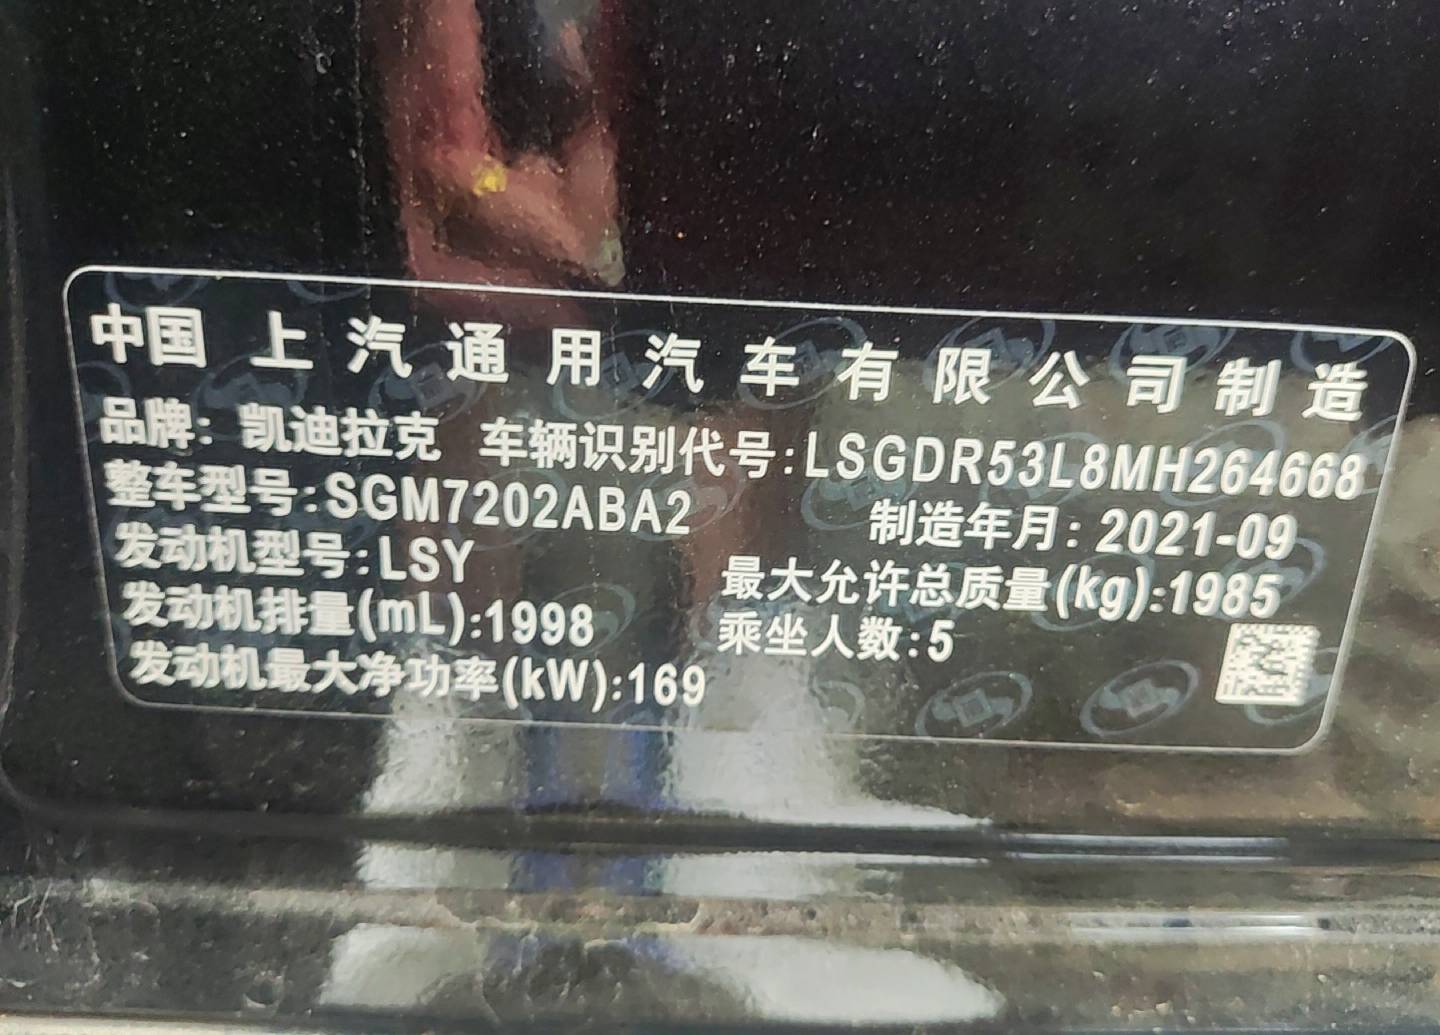 中国 上汽通用汽车有限公司制造
品牌: 凯迪拉克 车辆识别代号:LSGDR53L8MH264668
整车型号:SGM7202ABA2 制造年月: 2021-09
发动机型号:LSY 最大允许总质量(kg):1985
发动机排量(mL):1998 乘坐人数:5
发动机最大净功率(kW):169